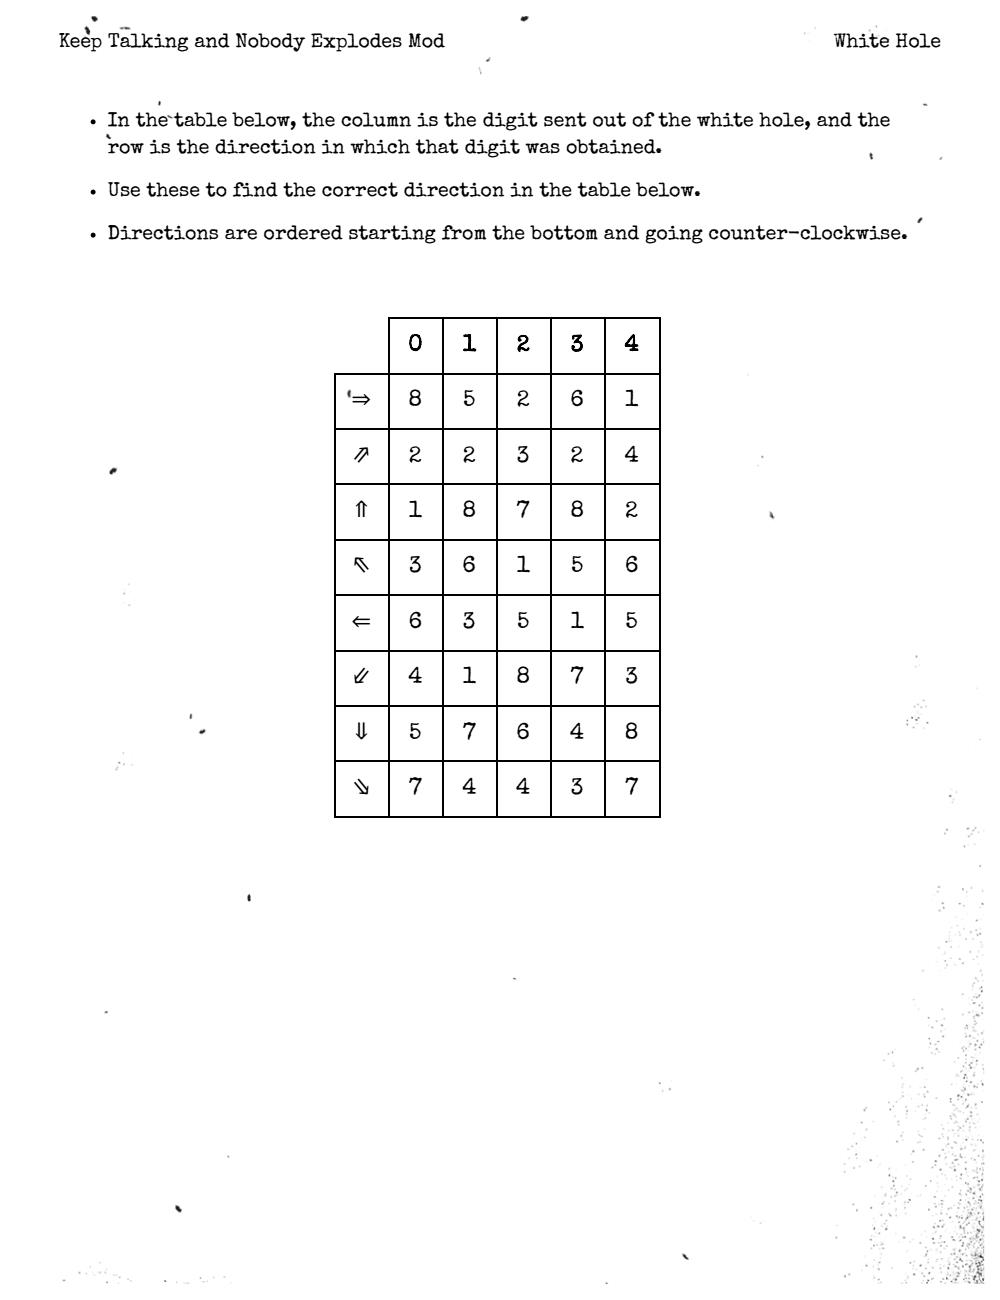 Keep Talking and Nobody Explodes Mod White Hole
• In the table below, the column is the digit sent out of the white hole, and the
row is the direction in which that digit was obtained.
• Use these to find the correct direction in the table below.
• Directions are ordered starting from the bottom and going counter-clockwise.
0 1 2 3 4
⇒ 8 5 2 6 1
⇗ 2 2 3 2 4
⇑ 1 8 7 8 2
⇖ 3 6 1 5 6
⇐ 6 3 5 1 5
⇙ 4 1 8 7 3
⇓ 5 7 6 4 8
⇘ 7 4 4 3 7